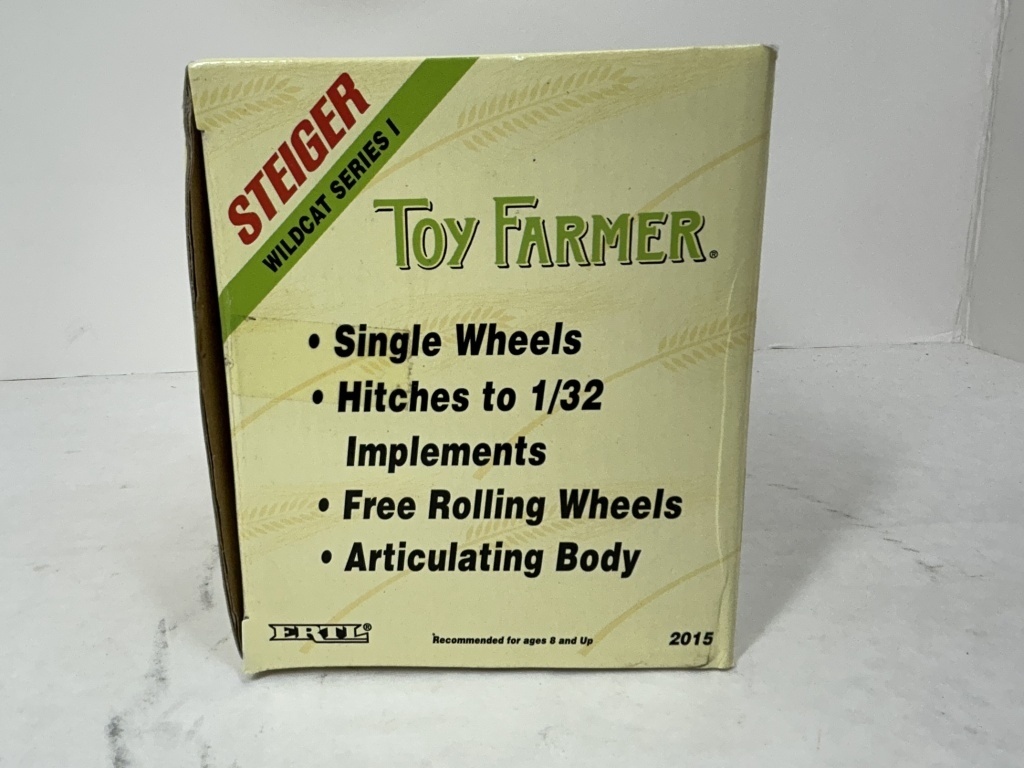 STEIGER
WILDCAT SERIES I
TOY FARMER®
• Single Wheels
• Hitches to 1/32
Implements
• Free Rolling Wheels
• Articulating Body
ERTL®
Recommended for ages 8 and Up
2015